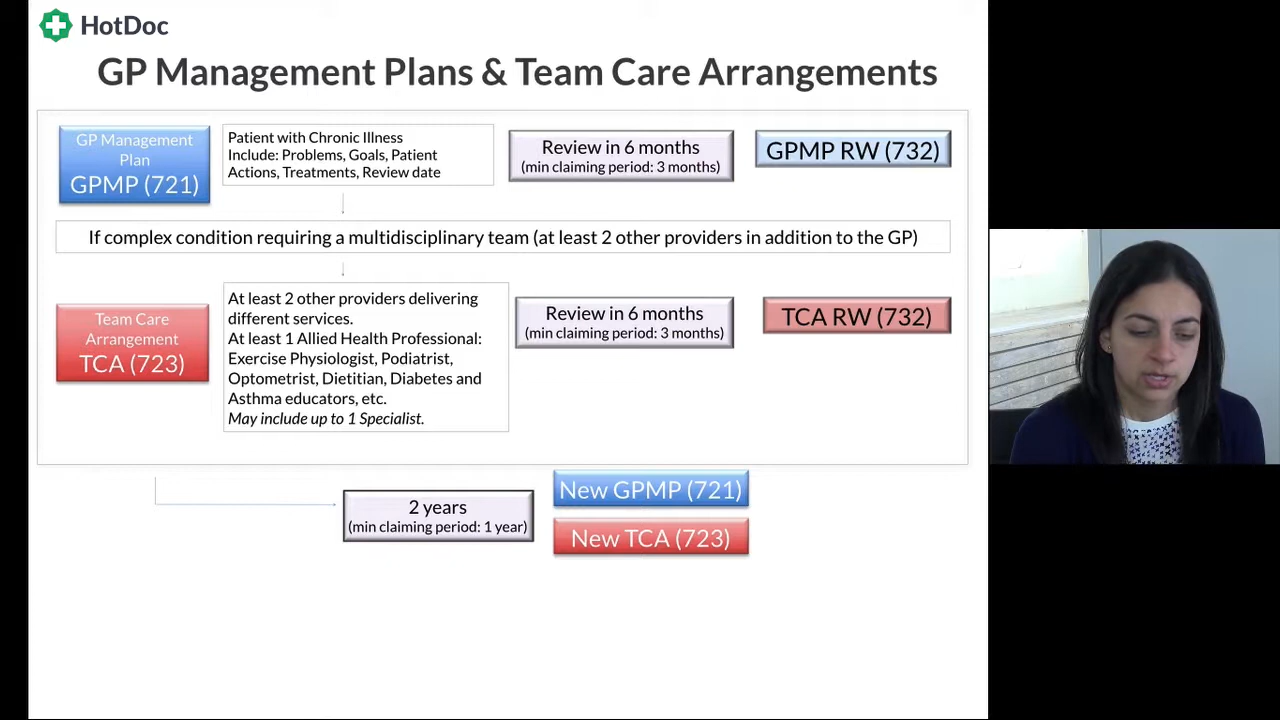 HotDoc
GP Management Plans & Team Care Arrangements
GP Management
Plan
GPMP (721)
Patient with Chronic Illness
Include: Problems, Goals, Patient
Actions, Treatments, Review date
Review in 6 months
(min claiming period: 3 months)
GPMP RW (732)
If complex condition requiring a multidisciplinary team (at least 2 other providers in addition to the GP)
Team Care
Arrangement
TCA (723)
At least 2 other providers delivering
different services.
At least 1 Allied Health Professional:
Exercise Physiologist, Podiatrist,
Optometrist, Dietitian, Diabetes and
Asthma educators, etc.
May include up to 1 Specialist.
Review in 6 months
(min claiming period: 3 months)
TCA RW (732)
2 years
(min claiming period: 1 year)
New GPMP (721)
New TCA (723)